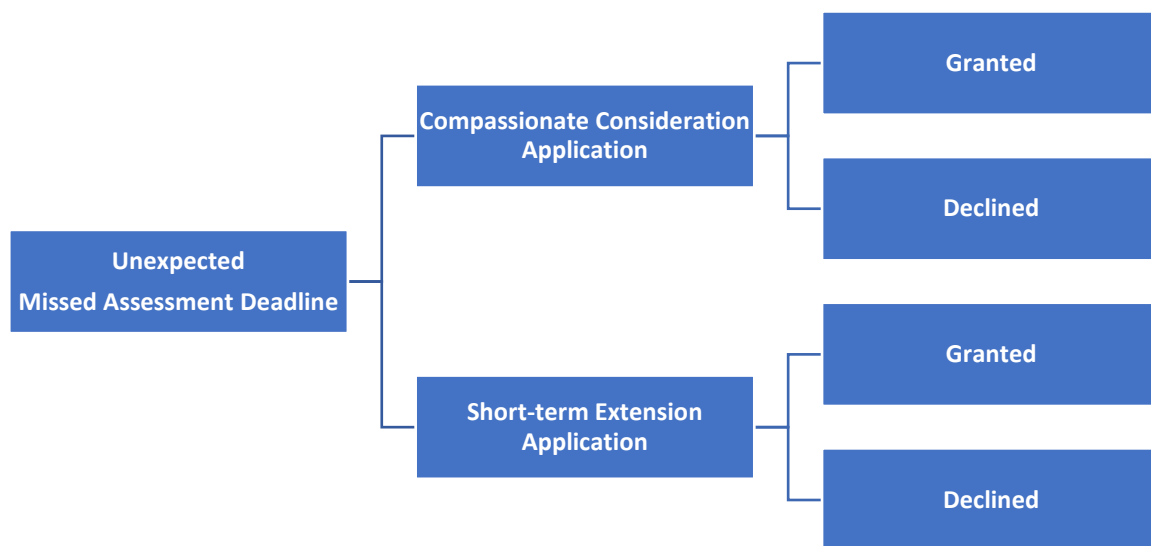 Unexpected
Missed Assessment Deadline
Compassionate Consideration
Application
Granted
Declined
Short-term Extension
Application
Granted
Declined